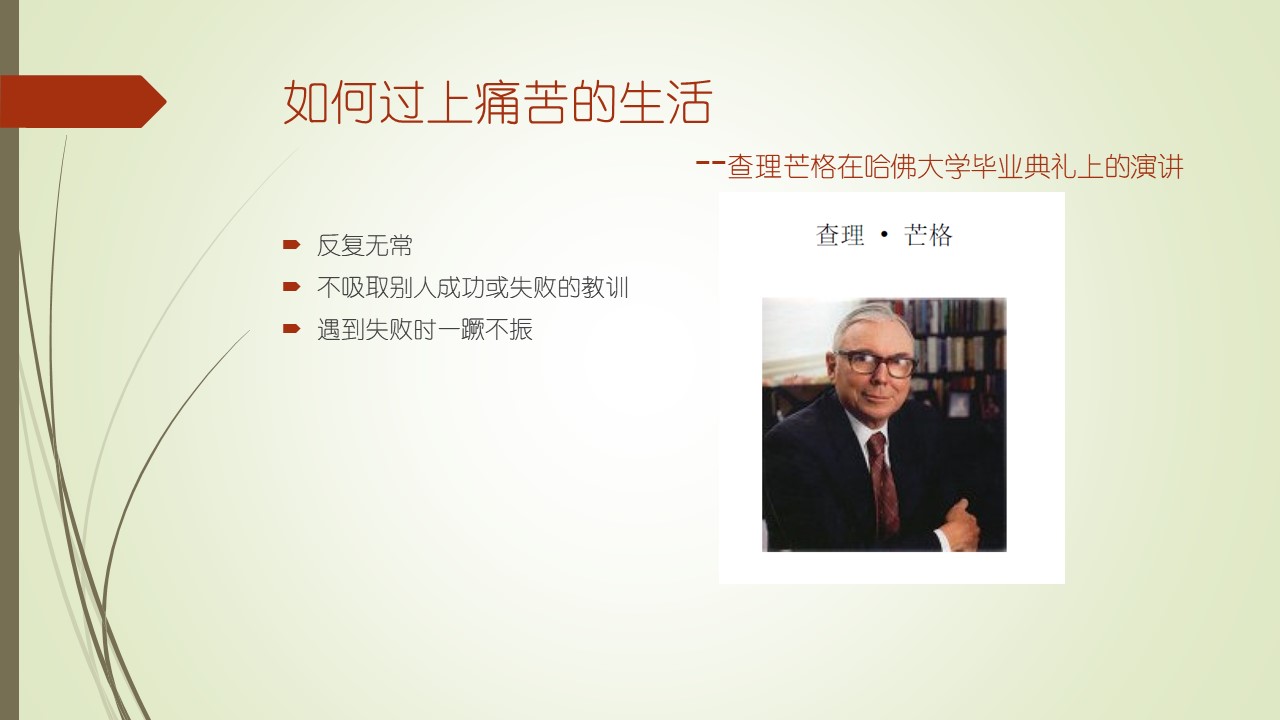 如何过上痛苦的生活
--查理芒格在哈佛大学毕业典礼上的演讲
查理 • 芒格
反复无常
不吸取别人成功或失败的教训
遇到失败时一蹶不振